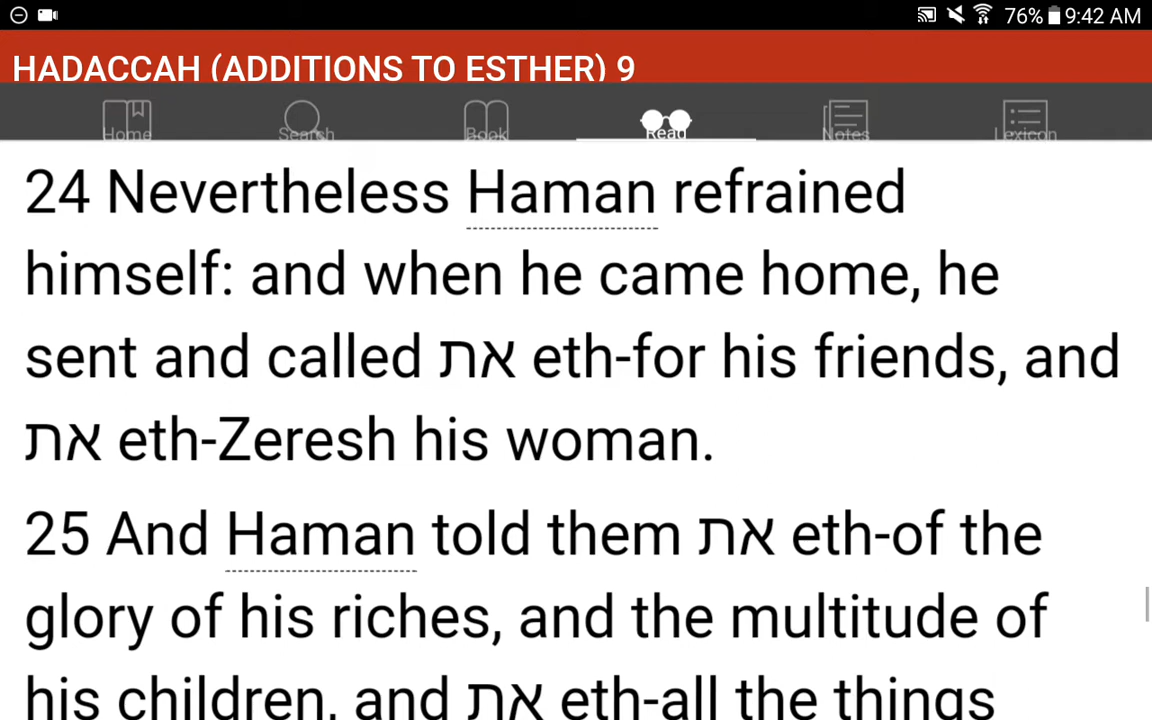 76% 9:42 AM
HADACCAH (ADDITIONS TO ESTHER) 9
Home Search Book Read Notes Lexicon
24 Nevertheless Haman refrained
himself: and when he came home, he
sent and called את eth-for his friends, and
את eth-Zeresh his woman.
25 And Haman told them את eth-of the
glory of his riches, and the multitude of
his children, and את eth-all the things